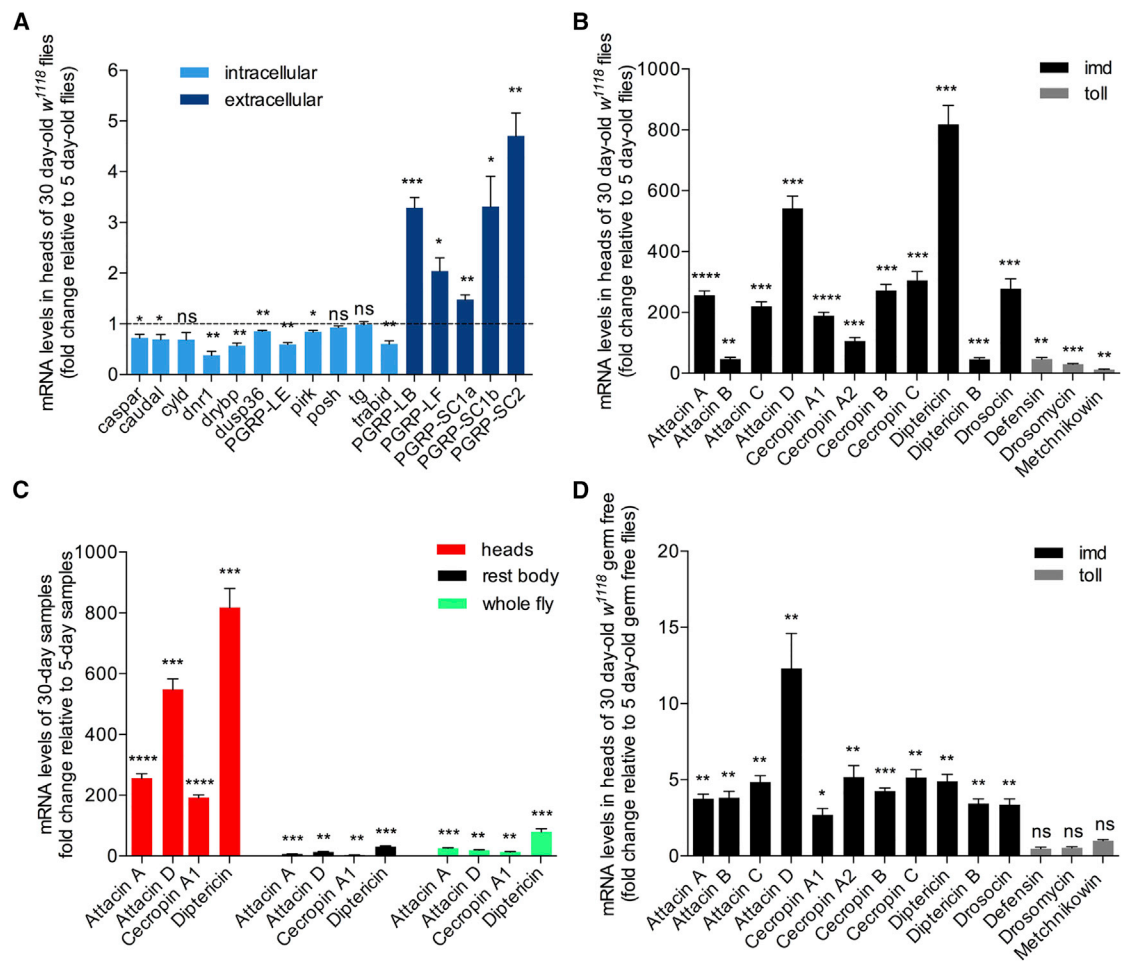 A
mRNA levels in heads of 30 day-old w1118 flies
(fold change relative to 5 day-old flies)
6
5
4
3
2
1
0
intracellular
extracellular
* * ns ** ** ** ** * ns ns ** *** * ** * **
caspar
caudal
cyld
dnr1
drybp
dusp36
PGRP-LE
pirk
posh
tg
trabid
PGRP-LB
PGRP-LF
PGRP-SC1a
PGRP-SC1b
PGRP-SC2
B
mRNA levels in heads of 30 day-old w1118 flies
(fold change relative to 5 day-old flies)
1000
800
600
400
200
0
imd
toll
**** ** *** *** **** *** *** *** *** *** *** ** *** **
Attacin A
Attacin B
Attacin C
Attacin D
Cecropin A1
Cecropin A2
Cecropin B
Cecropin C
Diptericin
Diptericin B
Drosocin
Defensin
Drosomycin
Metchnikowin
C
mRNA levels of 30-day samples
fold change relative to 5-day samples
1000
800
600
400
200
0
heads
rest body
whole fly
**** *** **** *** *** ** ** *** *** ** ** ***
Attacin A
Attacin D
Cecropin A1
Diptericin
Attacin A
Attacin D
Cecropin A1
Diptericin
Attacin A
Attacin D
Cecropin A1
Diptericin
D
mRNA levels in heads of 30 day-old w1118 germ free
(fold change relative to 5 day-old germ free flies)
20
15
10
5
0
imd
toll
** ** ** ** * ** *** ** ** ** ** ns ns ns
Attacin A
Attacin B
Attacin C
Attacin D
Cecropin A1
Cecropin A2
Cecropin B
Cecropin C
Diptericin
Diptericin B
Drosocin
Defensin
Drosomycin
Metchnikowin